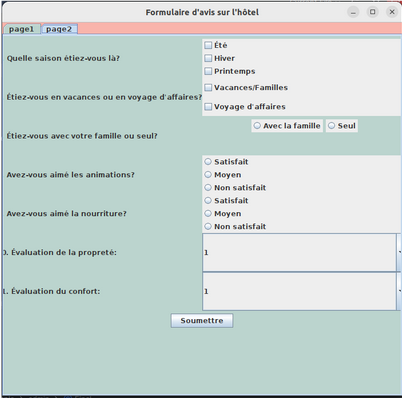 Formulaire d'avis sur l'hôtel
page1 page2
Quelle saison étiez-vous là?
Été
Hiver
Printemps
Étiez-vous en vacances ou en voyage d'affaires?
Vacances/Familles
Voyage d'affaires
Étiez-vous avec votre famille ou seul?
Avec la famille Seul
Avez-vous aimé les animations?
Satisfait
Moyen
Non satisfait
Avez-vous aimé la nourriture?
Satisfait
Moyen
Non satisfait
0. Évaluation de la propreté:
1
1. Évaluation du confort:
1
Soumettre